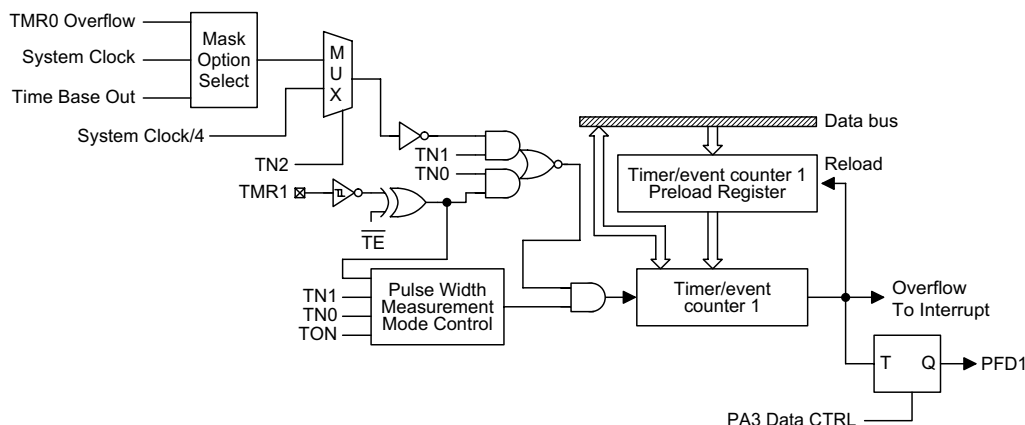 TMR0 Overflow
System Clock
Time Base Out
Mask
Option
Select
M
U
X
System Clock/4
TN2
TN1
TN0
TMR1
TE
Data bus
Timer/event counter 1
Preload Register
Reload
TN1
TN0
TON
Pulse Width
Measurement
Mode Control
Timer/event
counter 1
Overflow
To Interrupt
T
Q
PFD1
PA3 Data CTRL